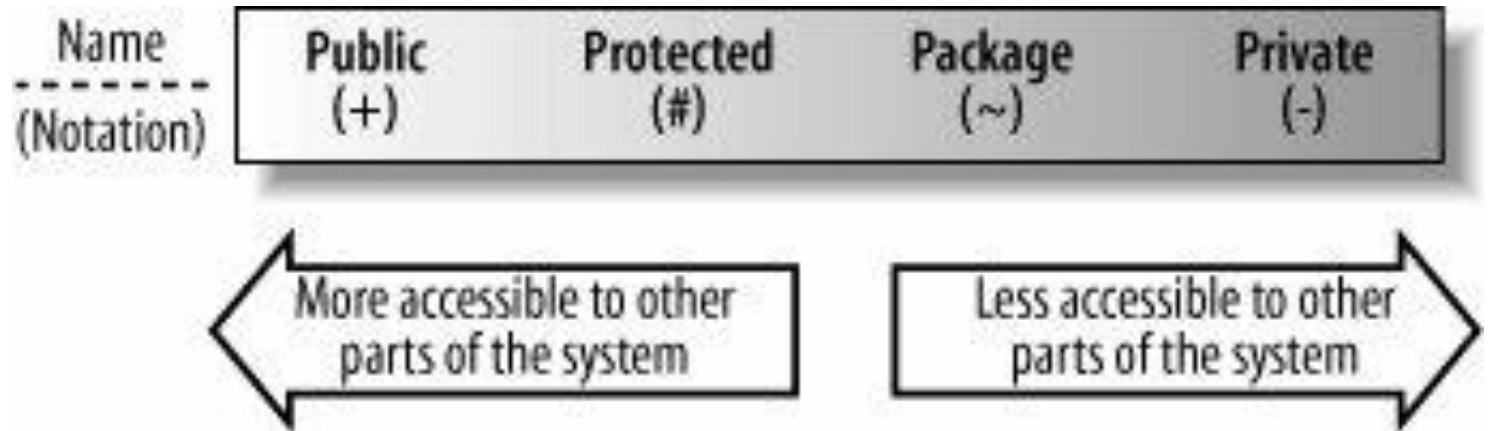 Name
(Notation)
Public Protected Package Private
(+) (#) (~) (-)
More accessible to other
parts of the system
Less accessible to other
parts of the system